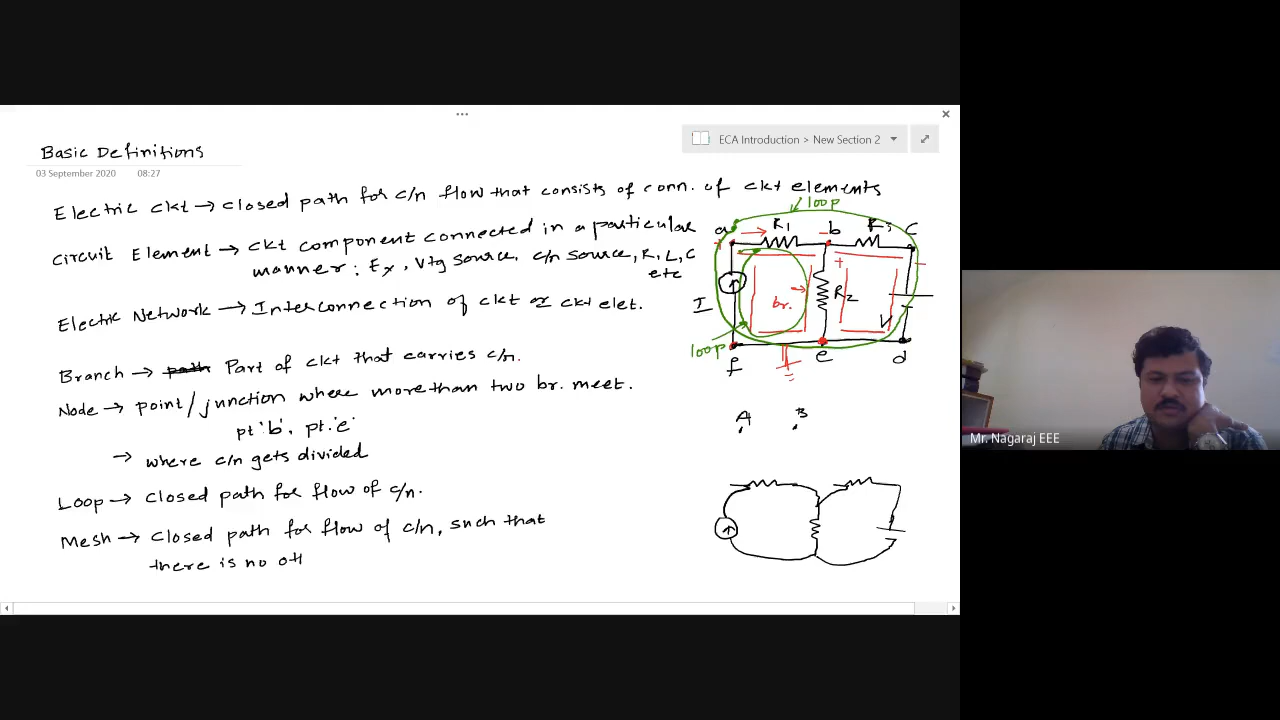 ECA Introduction > New Section 2
Basic Definitions
03 September 2020 08:27
Electric ckt → closed path for c/n flow that consists of conn. of ckt elements
Circuit Element → ckt component connected in a particular
manner: Ex, Vtg source, c/n source, R, L, C
etc
Electric Network → Interconnection of ckt or ckt elet.
Branch → path Part of ckt that carries c/n.
Node → point/junction where more than two br. meet.
pt 'b', pt. 'e'
→ where c/n gets divided
Loop → closed path for flow of c/n.
Mesh → closed path for flow of c/n, such that
there is no ot
loop
a R1 b c
I br. R2 V
loop
f e d
A B
Mr. Nagaraj EEE